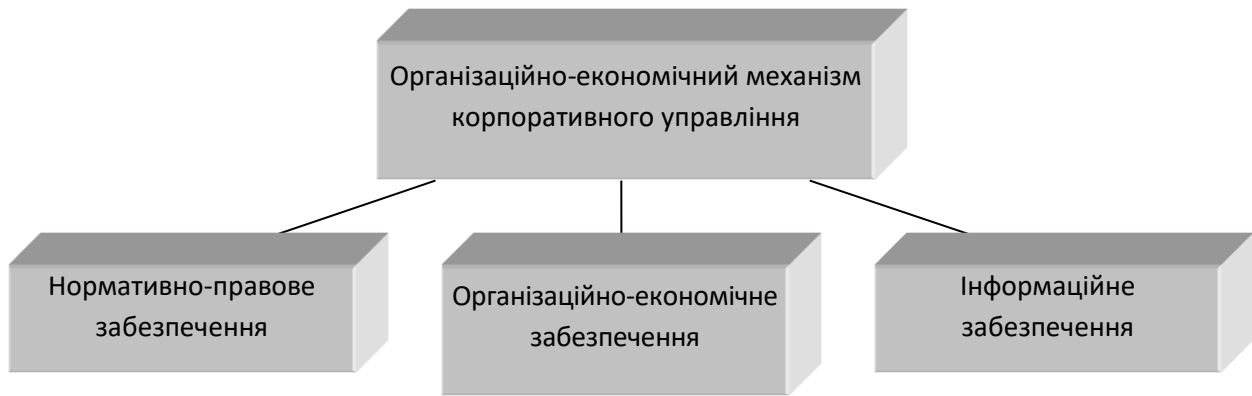 Організаційно-економічний механізм
корпоративного управління
Нормативно-правове
забезпечення
Організаційно-економічне
забезпечення
Інформаційне
забезпечення